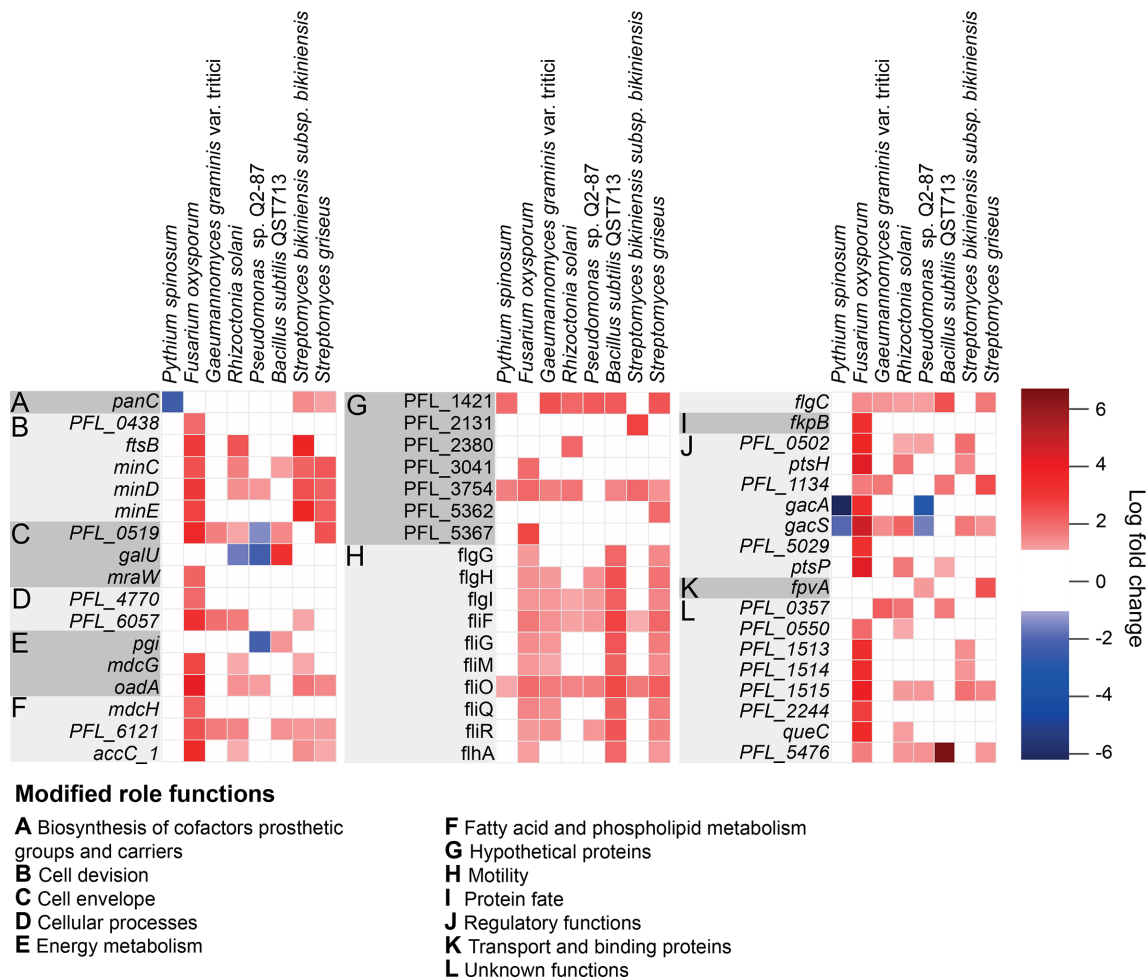 Pythium spinosum
Fusarium oxysporum
Gaeumannomyces graminis var. tritici
Rhizoctonia solani
Pseudomonas sp. Q2-87
Bacillus subtilis QST713
Streptomyces bikiniensis subsp. bikiniensis
Streptomyces griseus
A panC
B PFL_0438
ftsB
minC
minD
minE
C PFL_0519
galU
mraW
D PFL_4770
PFL_6057
E pgi
mdcG
oadA
F mdcH
PFL_6121
accC_1
Pythium spinosum
Fusarium oxysporum
Gaeumannomyces graminis var. tritici
Rhizoctonia solani
Pseudomonas sp. Q2-87
Bacillus subtilis QST713
Streptomyces bikiniensis subsp. bikiniensis
Streptomyces griseus
G PFL_1421
PFL_2131
PFL_2380
PFL_3041
PFL_3754
PFL_5362
PFL_5367
H flgG
flgH
flgI
fliF
fliG
fliM
fliO
fliQ
fliR
flhA
Pythium spinosum
Fusarium oxysporum
Gaeumannomyces graminis var. tritici
Rhizoctonia solani
Pseudomonas sp. Q2-87
Bacillus subtilis QST713
Streptomyces bikiniensis subsp. bikiniensis
Streptomyces griseus
flgC
I fkpB
J PFL_0502
ptsH
PFL_1134
gacA
gacS
PFL_5029
ptsP
K fpvA
L PFL_0357
PFL_0550
PFL_1513
PFL_1514
PFL_1515
PFL_2244
queC
PFL_5476
6
4
2
0
-2
-4
-6
Log fold change
Modified role functions
A Biosynthesis of cofactors prosthetic
groups and carriers
B Cell devision
C Cell envelope
D Cellular processes
E Energy metabolism
F Fatty acid and phospholipid metabolism
G Hypothetical proteins
H Motility
I Protein fate
J Regulatory functions
K Transport and binding proteins
L Unknown functions